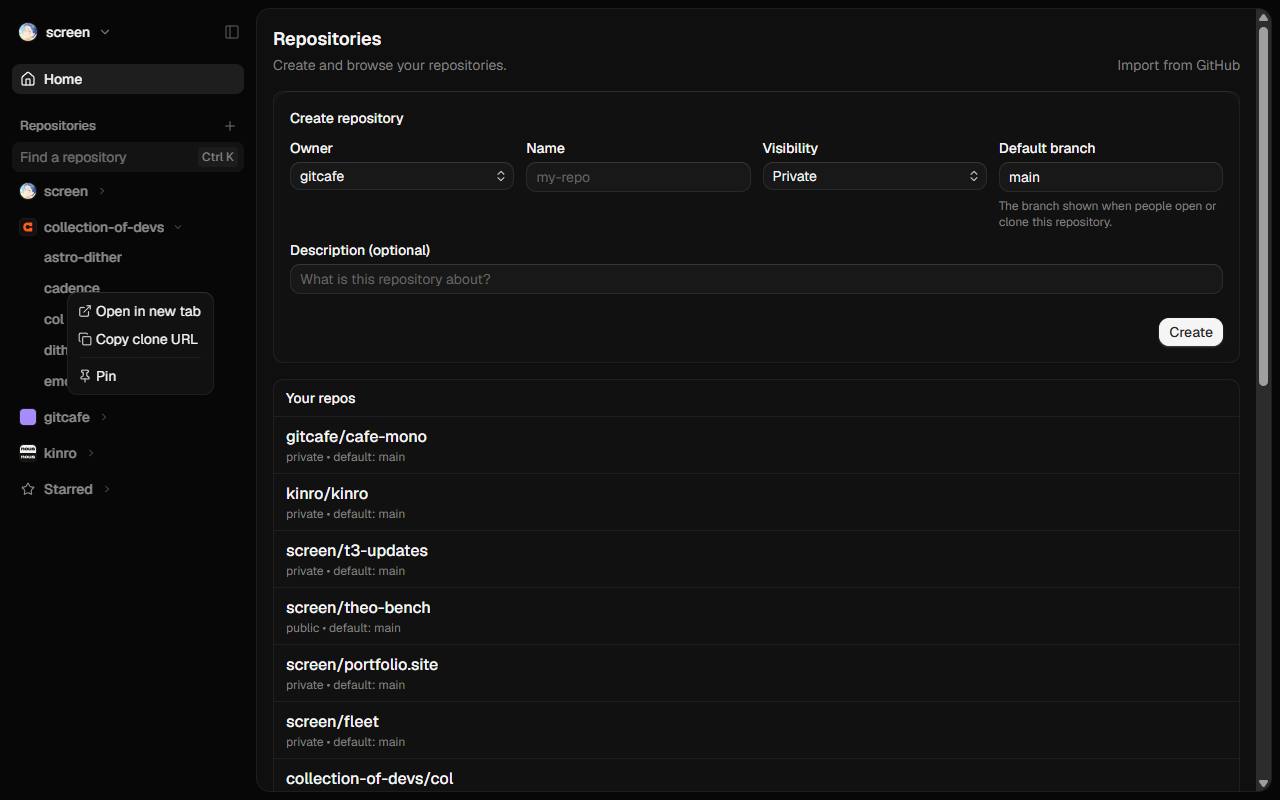 screen
Home
Repositories
Find a repository Ctrl K
screen
collection-of-devs
astro-dither
cadence
col
dith
Open in new tab
Copy clone URL
Pin
gitcafe
kinro
Starred
Repositories
Create and browse your repositories.
Import from GitHub
Create repository
Owner Name Visibility Default branch
gitcafe my-repo Private main
The branch shown when people open or
clone this repository.
Description (optional)
What is this repository about?
Create
Your repos
gitcafe/cafe-mono
private • default: main
kinro/kinro
private • default: main
screen/t3-updates
private • default: main
screen/theo-bench
public • default: main
screen/portfolio.site
private • default: main
screen/fleet
private • default: main
collection-of-devs/col